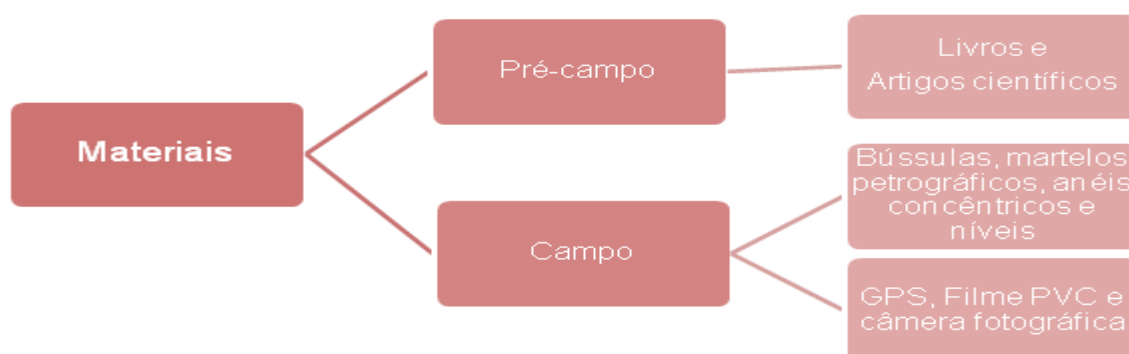 Materiais
Pré-campo
Livros e
Artigos científicos
Campo
Bússulas, martelos
petrográficos, anéis
concêntricos e
níveis
GPS, Filme PVC e
câmera fotográfica